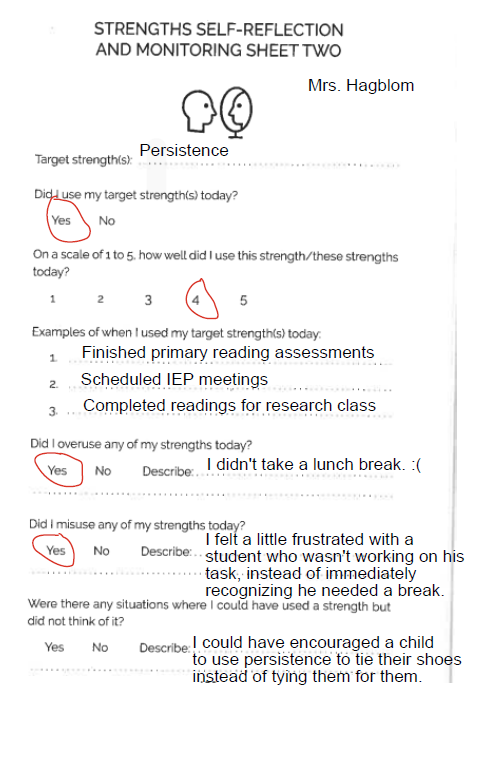 STRENGTHS SELF-REFLECTION
AND MONITORING SHEET TWO
Mrs. Hagblom
Target strength(s): Persistence
Did I use my target strength(s) today?
Yes No
On a scale of 1 to 5, how well did I use this strength/these strengths
today?
1 2 3 4 5
Examples of when I used my target strength(s) today:
1. Finished primary reading assessments
2. Scheduled IEP meetings
3. Completed readings for research class
Did I overuse any of my strengths today?
Yes No Describe: I didn't take a lunch break. :(
Did I misuse any of my strengths today?
Yes No Describe: I felt a little frustrated with a
student who wasn't working on his
task, instead of immediately
recognizing he needed a break.
Were there any situations where I could have used a strength but
did not think of it?
Yes No Describe: I could have encouraged a child
to use persistence to tie their shoes
instead of tying them for them.